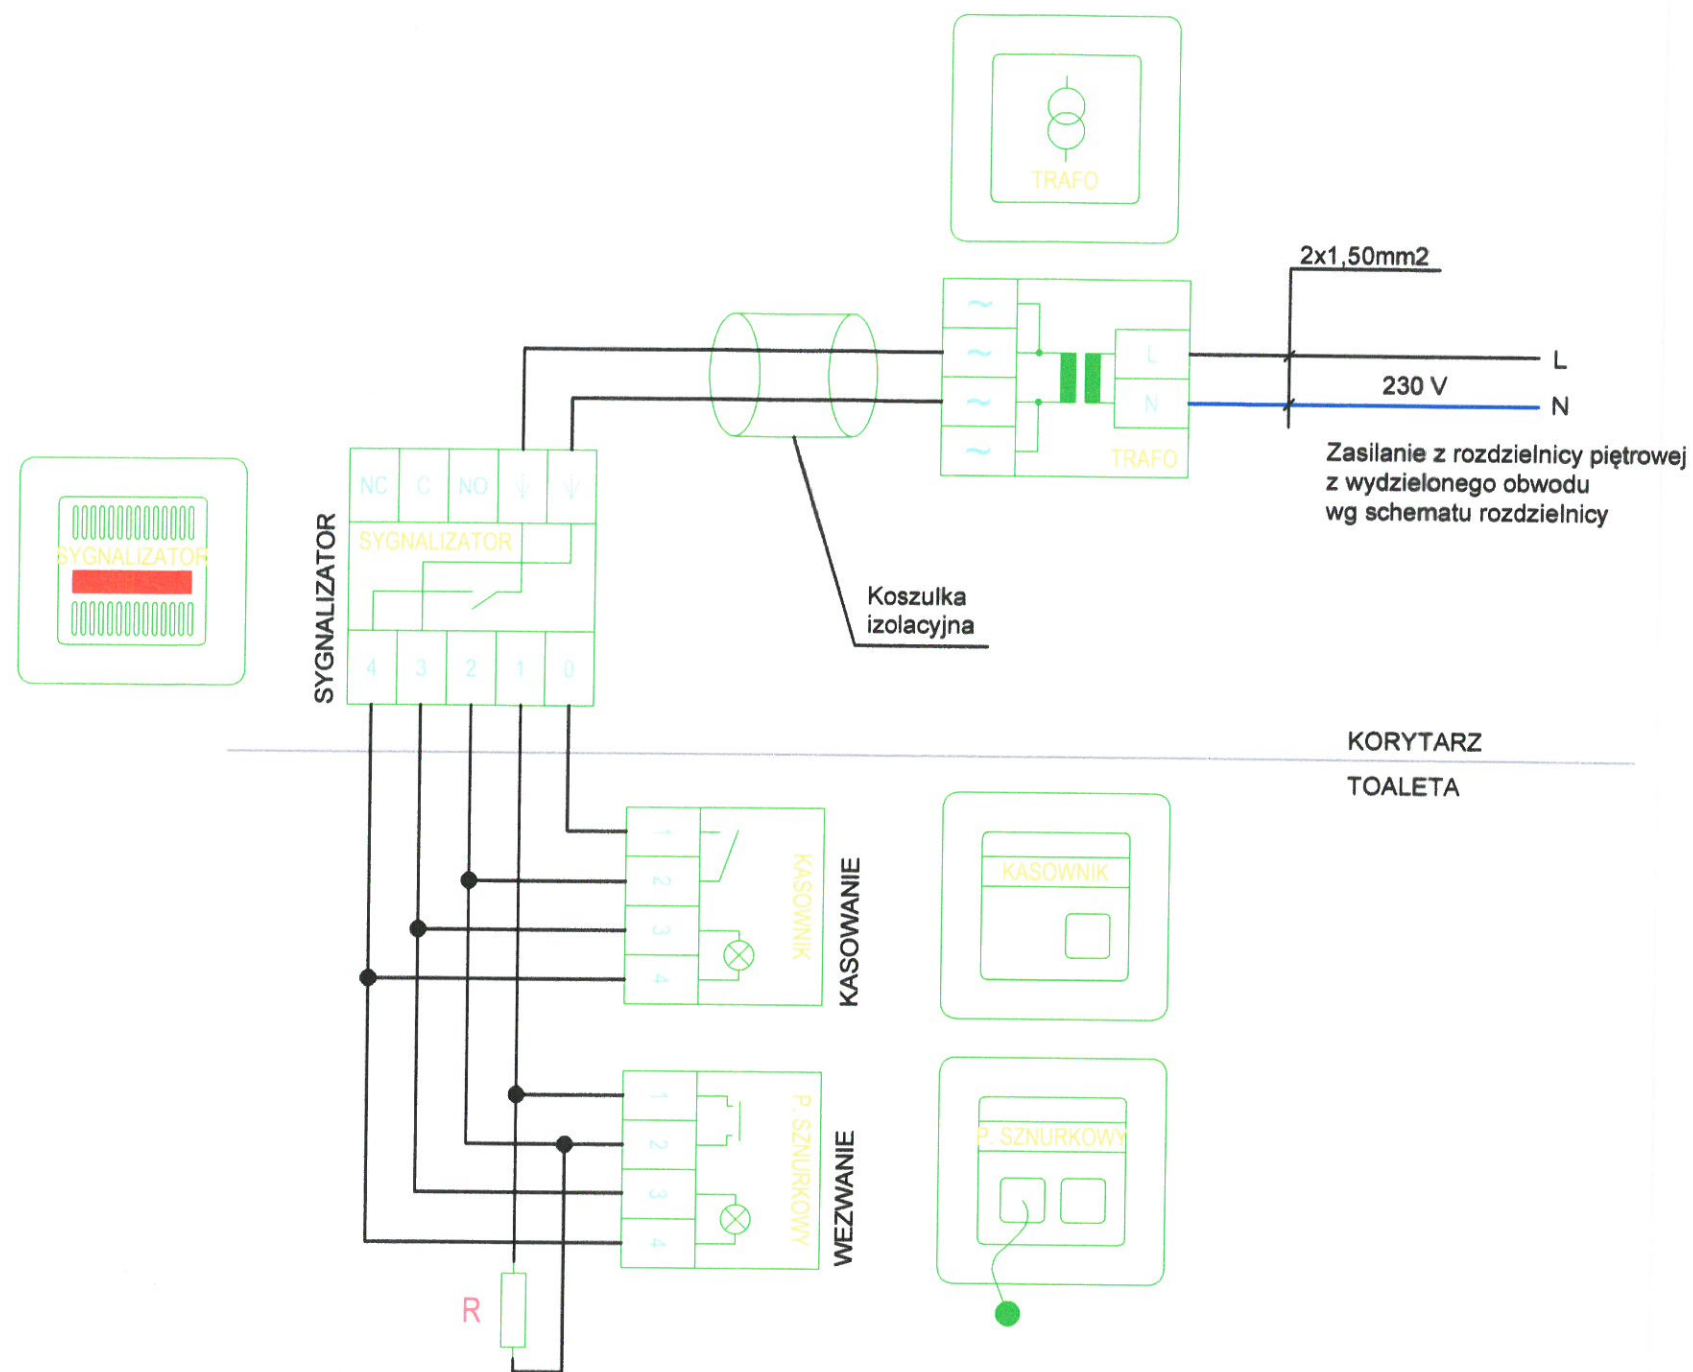 TRAFO
2x1,50mm2
~
~
~
~
L
N
TRAFO
L
230 V
N
Zasilanie z rozdzielnicy piętrowej
z wydzielonego obwodu
wg schematu rozdzielnicy
SYGNALIZATOR
SYGNALIZATOR
NC C NO
SYGNALIZATOR
4 3 2 1 0
Koszulka
izolacyjna
KORYTARZ
TOALETA
1
2
3
4
KASOWNIK
KASOWANIE
KASOWNIK
1
2
3
4
P. SZNURKOWY
WEZWANIE
P. SZNURKOWY
R